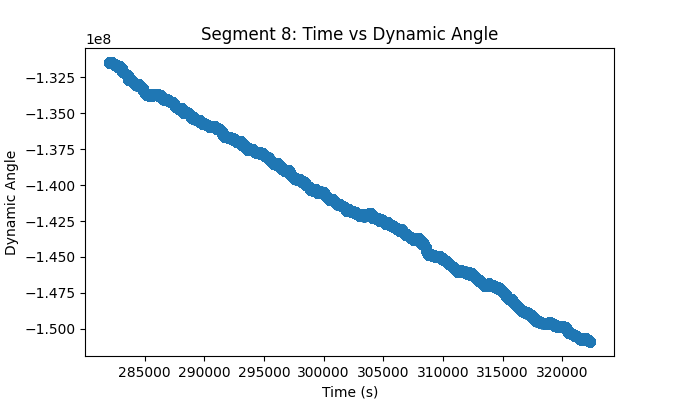 Segment 8: Time vs Dynamic Angle
1e8
−1.325
−1.350
−1.375
−1.400
−1.425
−1.450
−1.475
−1.500
Dynamic Angle
285000 290000 295000 300000 305000 310000 315000 320000
Time (s)